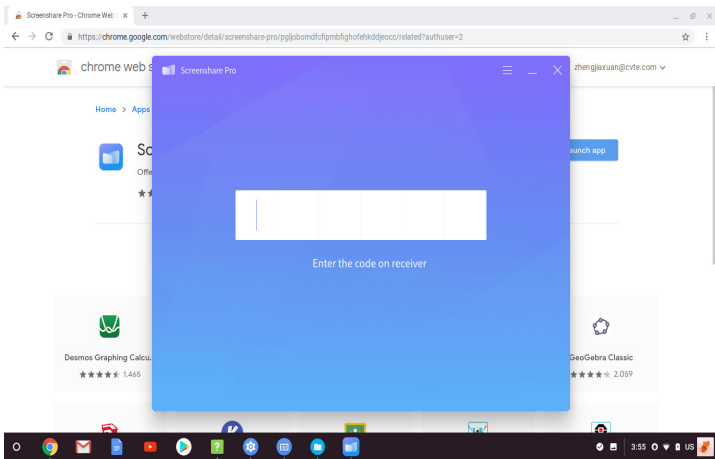 Screenshare Pro - Chrome Web
https://chrome.google.com/webstore/detail/screenshare-pro/pgljobomdfcfipmbfighofehkddjeocc/related?authuser=2
chrome web s
Screenshare Pro
zhengjiaxuan@cvte.com
Home > Apps
Sc
Offe
aunch app
Enter the code on receiver
Desmos Graphing Calcu..
1,465
GeoGebra Classic
2,059
3:55
US